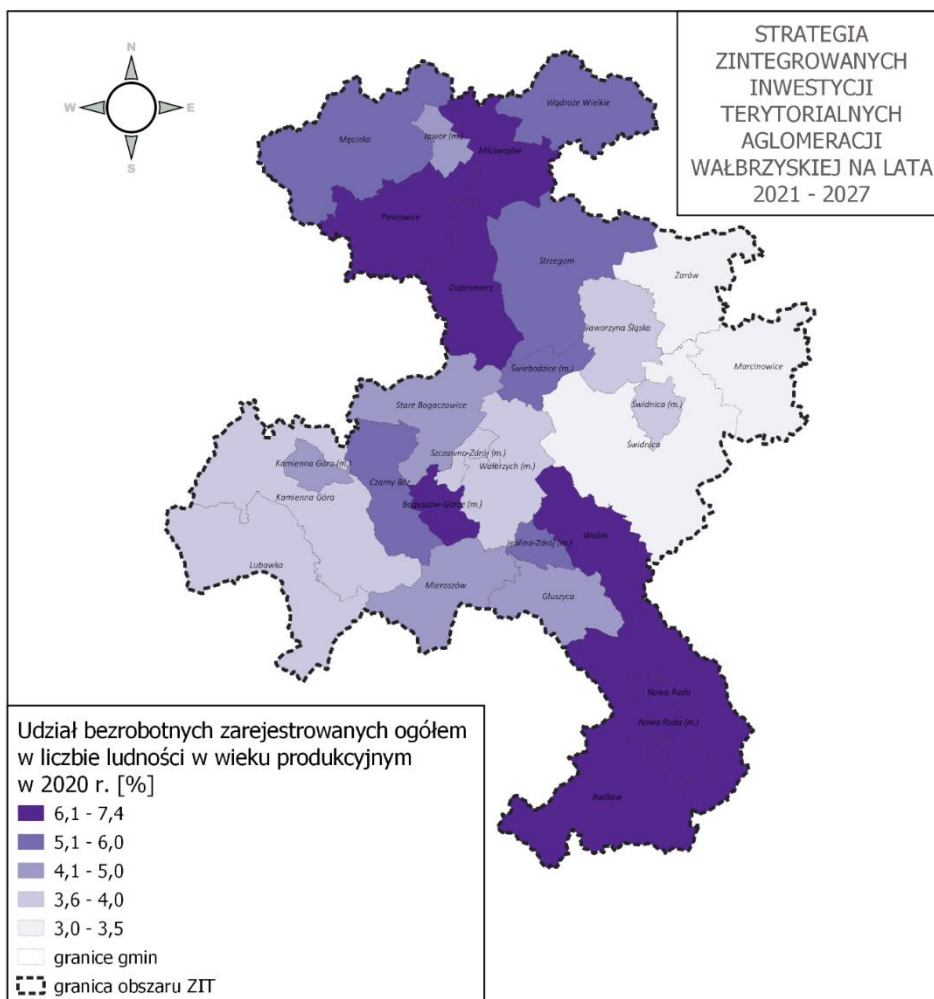 STRATEGIA
ZINTEGROWANYCH
INWESTYCJI
TERYTORIALNYCH
AGLOMERACJI
WAŁBRZYSKIEJ NA LATA
2021 - 2027
N
W
E
S
Wądroże Wielkie
Męcinka
Jawor (m.)
Mściwojów
Paszowice
Strzegom
Żarów
Dobromierz
Jaworzyna Śląska
Marcinowice
Świebodzice (m.)
Stare Bogaczowice
Świdnica (m.)
Świdnica
Szczawno-Zdrój (m.)
Kamienna Góra (m.)
Wałbrzych (m.)
Czarny Bór
Kamienna Góra
Boguszów-Gorce (m.)
Walim
Jedlina-Zdrój (m.)
Lubawka
Mieroszów
Głuszyca
Nowa Ruda
Nowa Ruda (m.)
Radków
Udział bezrobotnych zarejestrowanych ogółem
w liczbie ludności w wieku produkcyjnym
w 2020 r. [%]
6,1 - 7,4
5,1 - 6,0
4,1 - 5,0
3,6 - 4,0
3,0 - 3,5
granice gmin
granica obszaru ZIT